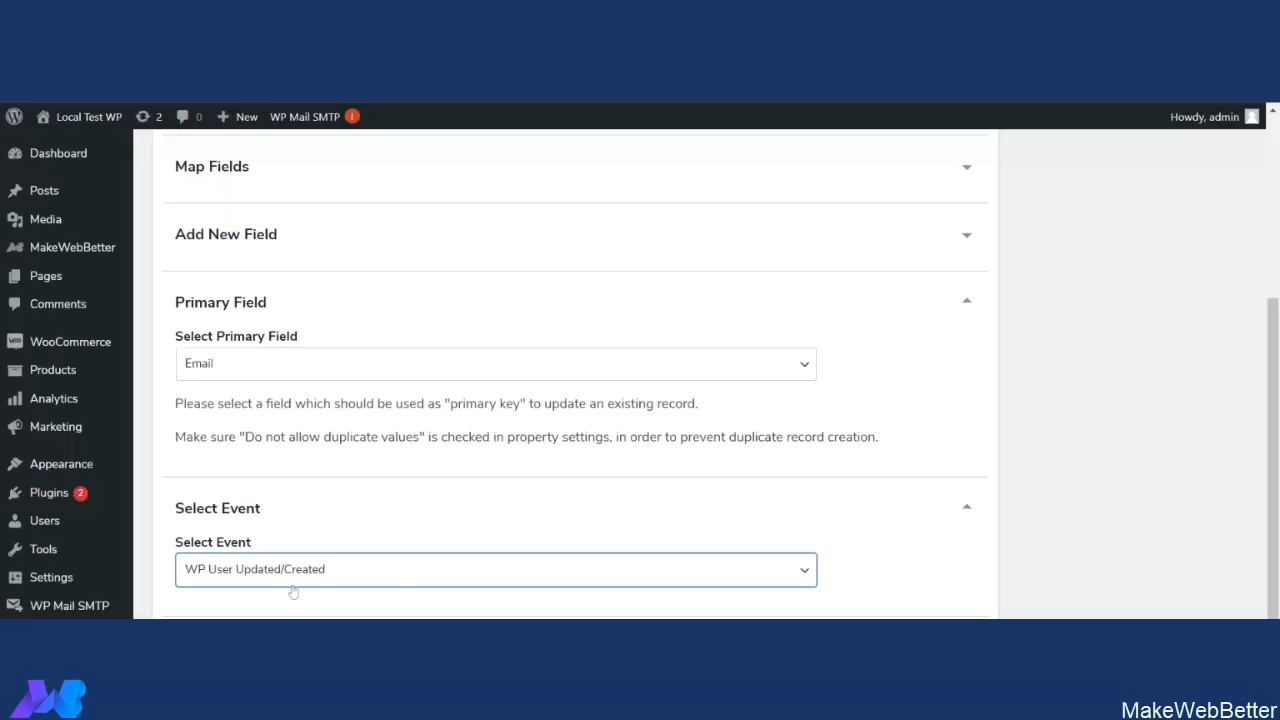 Local Test WP
2
0
New
WP Mail SMTP
!
Howdy, admin
Dashboard
Posts
Media
MakeWebBetter
Pages
Comments
WooCommerce
Products
Analytics
Marketing
Appearance
Plugins 2
Users
Tools
Settings
WP Mail SMTP
Map Fields
Add New Field
Primary Field
Select Primary Field
Email
Please select a field which should be used as "primary key" to update an existing record.
Make sure "Do not allow duplicate values" is checked in property settings, in order to prevent duplicate record creation.
Select Event
Select Event
WP User Updated/Created
MakeWebBetter